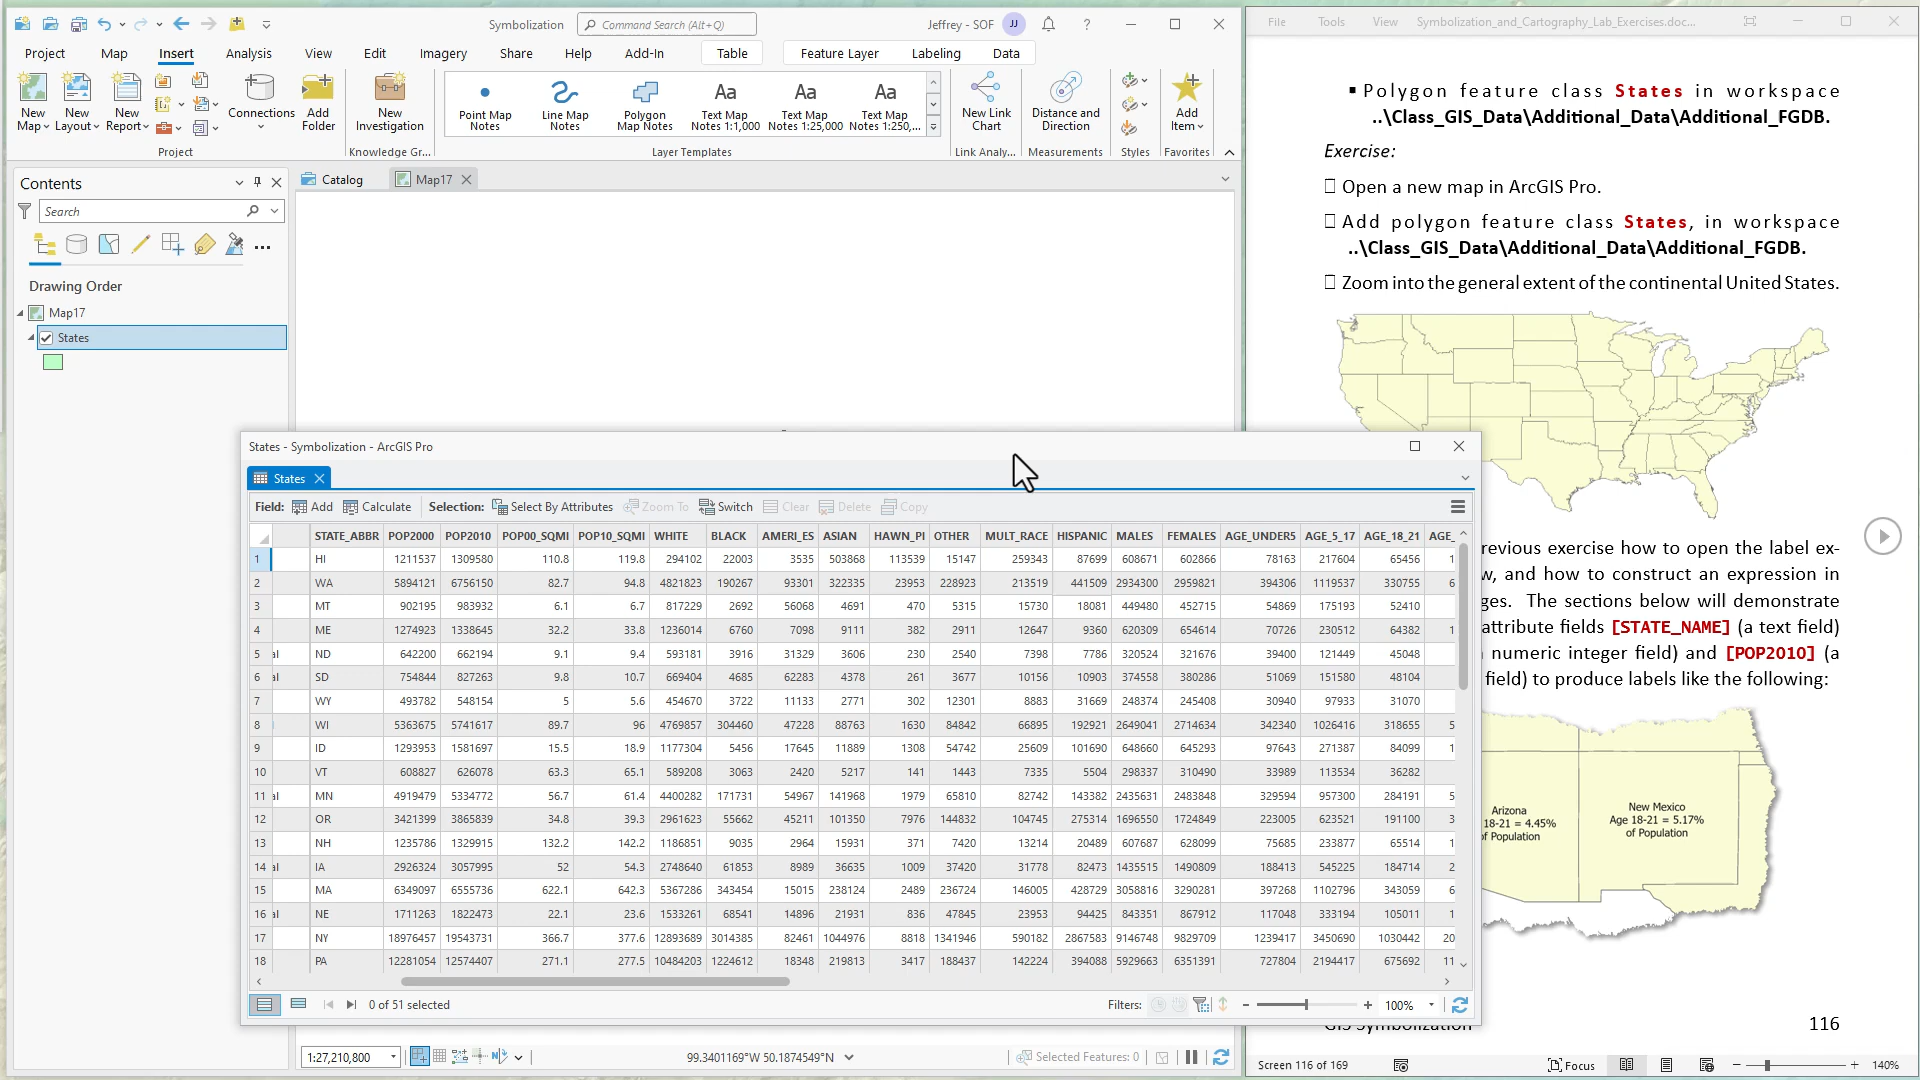 Symbolization
Command Search (Alt+Q)
Jeffrey - SOF
JJ
Project Map Insert Analysis View Edit Imagery Share Help Add-In Table Feature Layer Labeling Data
New Map
New Layout
New Report
Connections
Add Folder
New Investigation
Point Map Notes
Line Map Notes
Polygon Map Notes
Aa Text Map Notes 1:1,000
Aa Text Map Notes 1:25,000
Aa Text Map Notes 1:250,...
New Link Chart
Distance and Direction
Add Item
Project Knowledge Gr... Layer Templates Link Analy... Measurements Styles Favorites
Contents
Search
Drawing Order
Map17
States
Catalog Map17
States - Symbolization - ArcGIS Pro
States
Field: Add Calculate Selection: Select By Attributes Zoom To Switch Clear Delete Copy
STATE_ABBR POP2000 POP2010 POP00_SQMI POP10_SQMI WHITE BLACK AMERI_ES ASIAN HAWN_PI OTHER MULT_RACE HISPANIC MALES FEMALES AGE_UNDER5 AGE_5_17 AGE_18_21 AGE_
1 HI 1211537 1309580 110.8 119.8 294102 22003 3535 503868 113539 15147 259343 87699 608671 602866 78163 217604 65456 1
2 WA 5894121 6756150 82.7 94.8 4821823 190267 93301 322335 23953 228923 213519 441509 2934300 2959821 394306 1119537 330755 6
3 MT 902195 983932 6.1 6.7 817229 2692 56068 4691 470 5315 15730 18081 449480 452715 54869 175193 52410
4 ME 1274923 1338645 32.2 33.8 1236014 6760 7098 9111 382 2911 12647 9360 620309 654614 70726 230512 64382 1
5 al ND 642200 662194 9.1 9.4 593181 3916 31329 3606 230 2540 7398 7786 320524 321676 39400 121449 45048
6 al SD 754844 827263 9.8 10.7 669404 4685 62283 4378 261 3677 10156 10903 374558 380286 51069 151580 48104
7 WY 493782 548154 5 5.6 454670 3722 11133 2771 302 12301 8883 31669 248374 245408 30940 97933 31070
8 WI 5363675 5741617 89.7 96 4769857 304460 47228 88763 1630 84842 66895 192921 2649041 2714634 342340 1026416 318655 5
9 ID 1293953 1581697 15.5 18.9 1177304 5456 17645 11889 1308 54742 25609 101690 648660 645293 97643 271387 84099 1
10 VT 608827 626078 63.3 65.1 589208 3063 2420 5217 141 1443 7335 5504 298337 310490 33989 113534 36282
11 al MN 4919479 5334772 56.7 61.4 4400282 171731 54967 141968 1979 65810 82742 143382 2435631 2483848 329594 957300 284191 5
12 OR 3421399 3865839 34.8 39.3 2961623 55662 45211 101350 7976 144832 104745 275314 1696550 1724849 223005 623521 191100 3
13 NH 1235786 1329915 132.2 142.2 1186851 9035 2964 15931 371 7420 13214 20489 607687 628099 75685 233877 65514 1
14 al IA 2926324 3057995 52 54.3 2748640 61853 8989 36635 1009 37420 31778 82473 1435515 1490809 188413 545225 184714 2
15 MA 6349097 6555736 622.1 642.3 5367286 343454 15015 238124 2489 236724 146005 428729 3058816 3290281 397268 1102796 343059 6
16 al NE 1711263 1822473 22.1 23.6 1533261 68541 14896 21931 836 47845 23953 94425 843351 867912 117048 333194 105011 1
17 NY 18976457 19543731 366.7 377.6 12893689 3014385 82461 1044976 8818 1341946 590182 2867583 9146748 9829709 1239417 3450690 1030442 20
18 PA 12281054 12574407 271.1 277.5 10484203 1224612 18348 219813 3417 188437 142224 394088 5929663 6351391 727804 2194417 675692 11
0 of 51 selected Filters: 100%
1:27,210,800 99.3401169°W 50.1874549°N Selected Features: 0
File Tools View Symbolization_and_Cartography_Lab_Exercises.doc...
▪ Polygon feature class States in workspace
..\Class_GIS_Data\Additional_Data\Additional_FGDB.
Exercise:
☐ Open a new map in ArcGIS Pro.
☐ Add polygon feature class States, in workspace
..\Class_GIS_Data\Additional_Data\Additional_FGDB.
☐ Zoom into the general extent of the continental United States.
revious exercise how to open the label ex-
w, and how to construct an expression in
ges. The sections below will demonstrate
attribute fields [STATE_NAME] (a text field)
numeric integer field) and [POP2010] (a
field) to produce labels like the following:
Arizona
18-21 = 4.45%
of Population
New Mexico
Age 18-21 = 5.17%
of Population
GIS Symbolization 116
Screen 116 of 169 Focus 140%